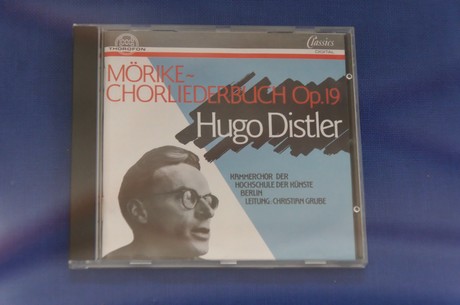 THOROFON
Classics
MÖRIKE-
CHORLIEDERBUCH Op.19
Hugo Distler
KAMMERCHOR DER
HOCHSCHULE DER KÜNSTE
BERLIN
LEITUNG: CHRISTIAN GRUBE